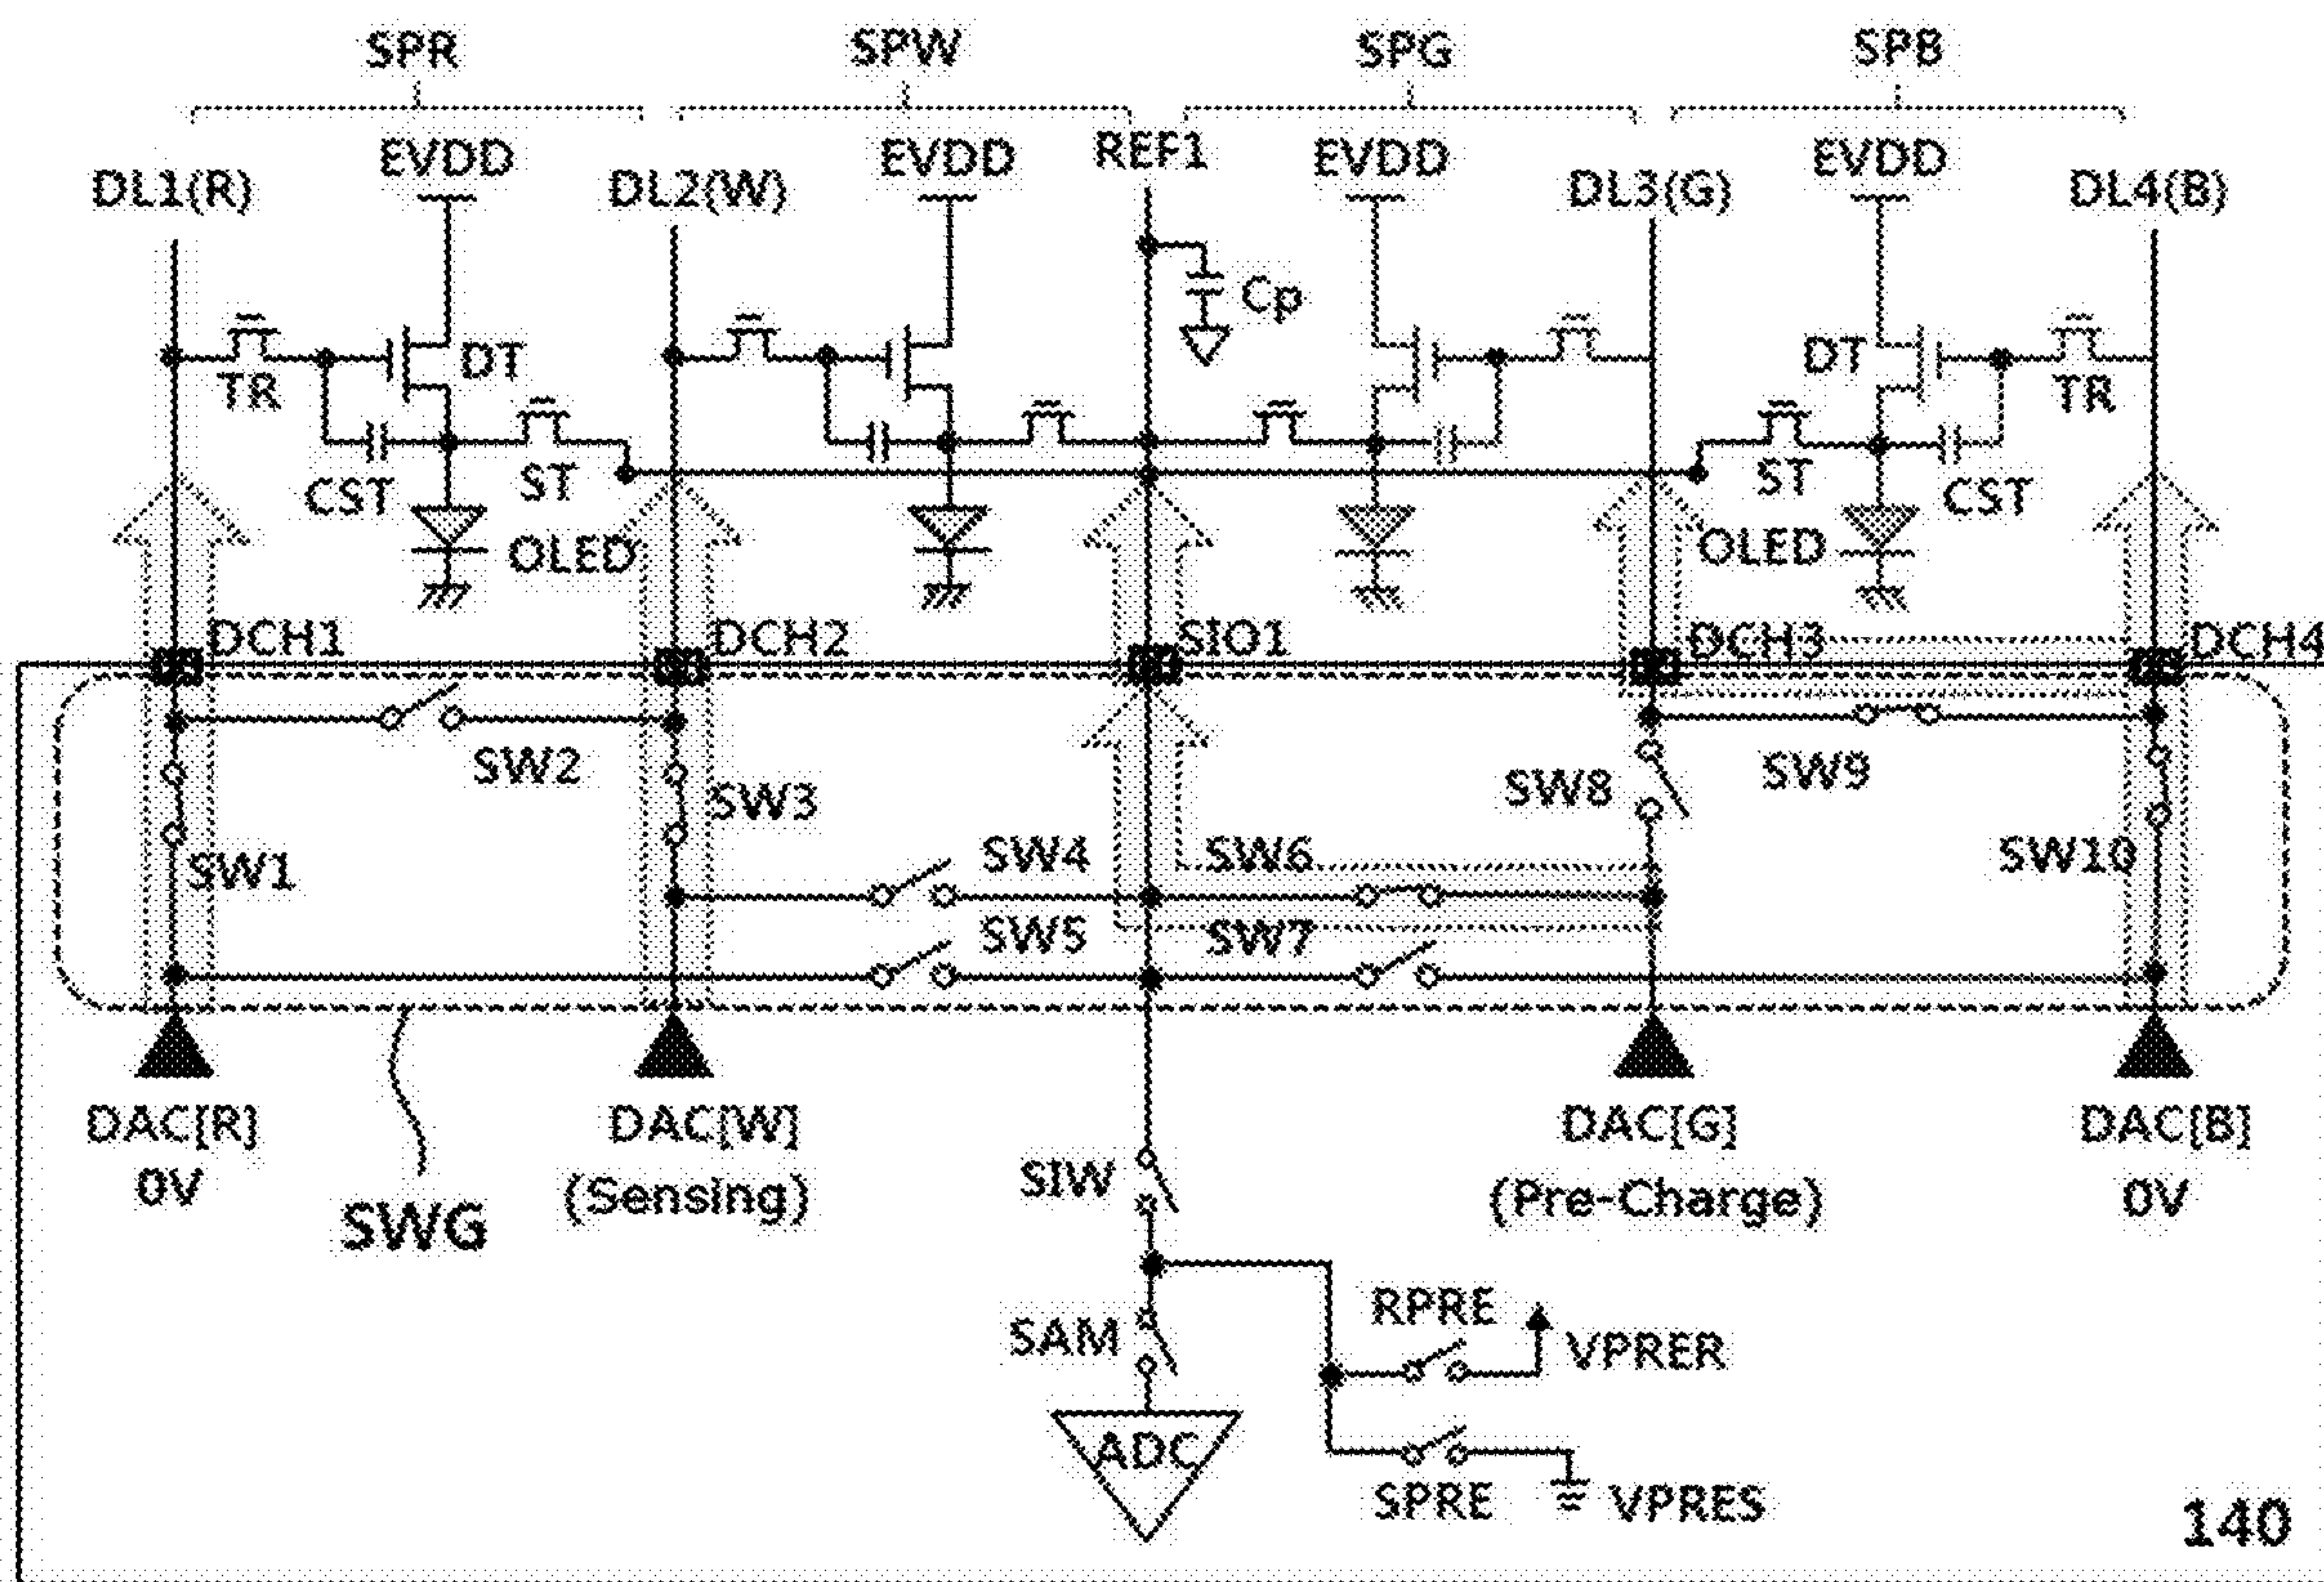 SPR SPW SPG SPB
EVDD EVDD REF1 EVDD EVDD
DL1(R) DL2(W) DL3(G) DL4(B)
Cp
TR DT DT TR
CST ST ST CST
OLED OLED
DCH1 DCH2 SIO1 DCH3 DCH4
SW2 SW3 SW8 SW9
SW1 SW4 SW6 SW10
SW5 SW7
DAC[R] DAC[W] DAC[G] DAC[B]
0V (Sensing) SIW (Pre-Charge) 0V
SWG
RPRE
SAM VPRER
ADC
SPRE VPRES
140